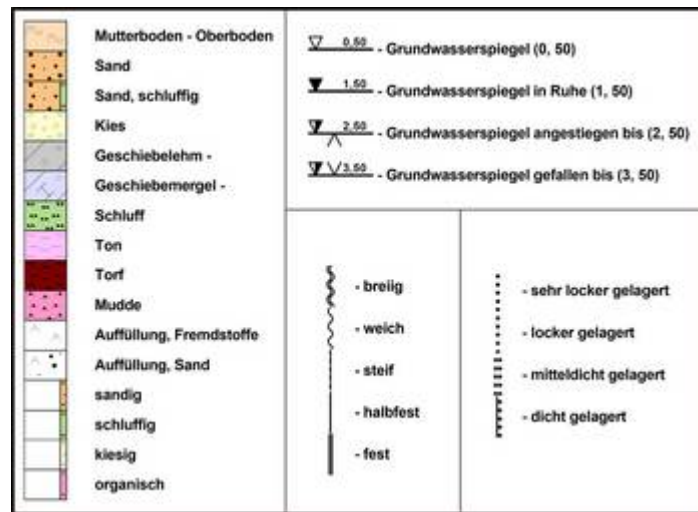 Mutterboden - Oberboden
Sand
Sand, schluffig
Kies
Geschiebelehm -
Geschiebemergel -
Schluff
Ton
Torf
Mudde
Auffüllung, Fremdstoffe
Auffüllung, Sand
sandig
schluffig
kiesig
organisch
0,50 - Grundwasserspiegel (0, 50)
1,50 - Grundwasserspiegel in Ruhe (1, 50)
2,50 - Grundwasserspiegel angestiegen bis (2, 50)
3,50 - Grundwasserspiegel gefallen bis (3, 50)
- breiig
- weich
- steif
- halbfest
- fest
- sehr locker gelagert
- locker gelagert
- mitteldicht gelagert
- dicht gelagert